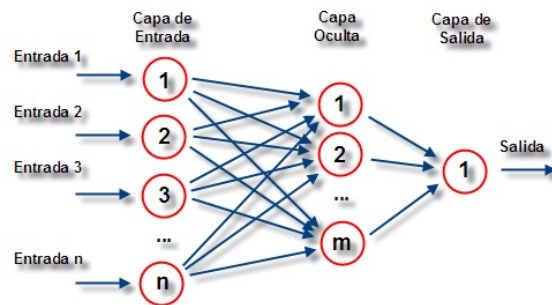 Capa de
Entrada
Capa
Oculta
Capa de
Salida
Entrada 1
1
Entrada 2
2
Entrada 3
3
...
Entrada n
n
1
2
...
m
1
Salida